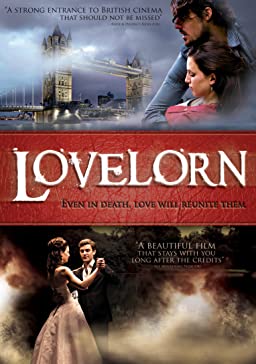 "A STRONG ENTRANCE TO BRITISH CINEMA
THAT SHOULD NOT BE MISSED"
LOVELORN
EVEN IN DEATH, LOVE WILL REUNITE THEM
"A BEAUTIFUL FILM
THAT STAYS WITH YOU
LONG AFTER THE CREDITS"